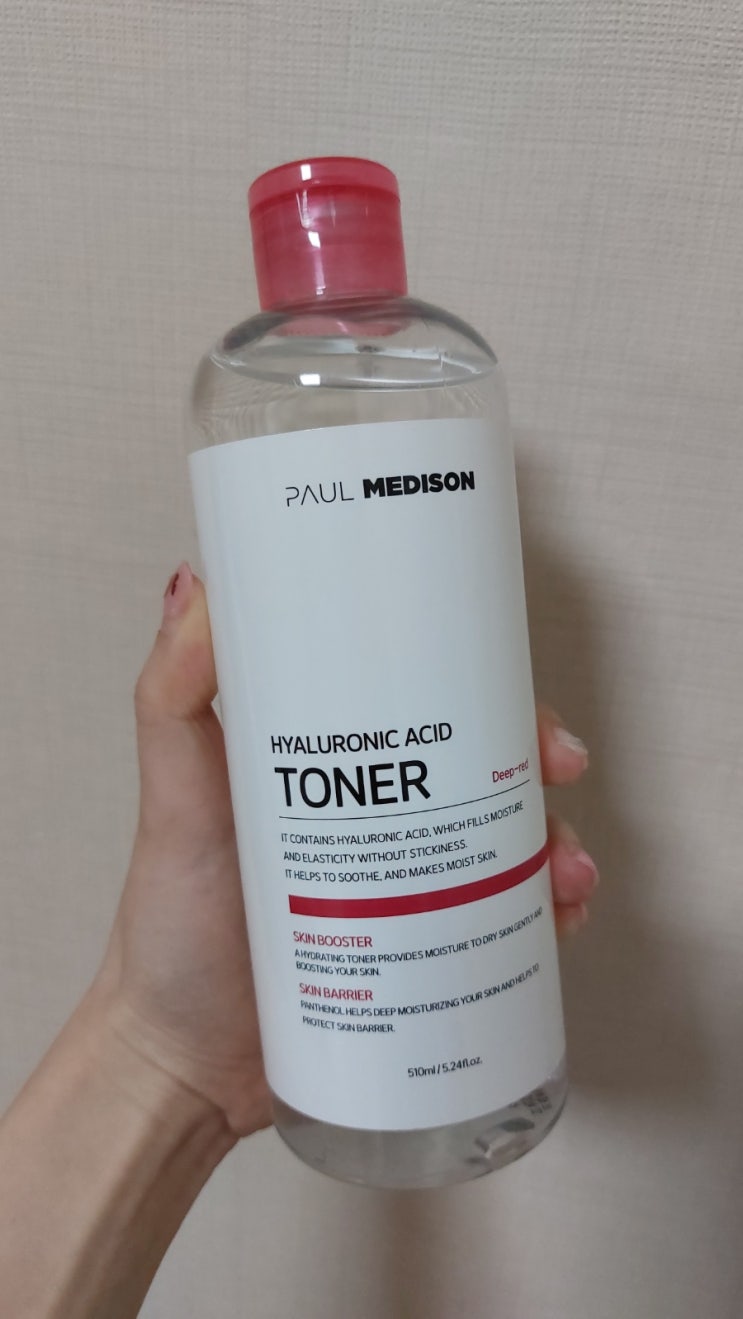 PAUL MEDISON
HYALURONIC ACID
TONER
Deep-red
IT CONTAINS HYALURONIC ACID, WHICH FILLS MOISTURE
AND ELASTICITY WITHOUT STICKINESS.
IT HELPS TO SOOTHE, AND MAKES MOIST SKIN.
SKIN BOOSTER
A HYDRATING TONER PROVIDES MOISTURE TO DRY SKIN GENTLY AND
BOOSTING YOUR SKIN.
SKIN BARRIER
PANTHENOL HELPS DEEP MOISTURIZING YOUR SKIN AND HELPS TO
PROTECT SKIN BARRIER.
510ml / 5.24fl.oz.